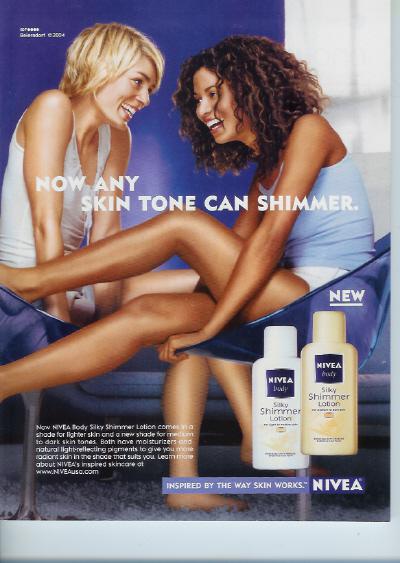 Beiersdorf ©2004
NOW ANY
SKIN TONE CAN SHIMMER.
NEW
NIVEA
body
Silky
Shimmer
Lotion
NIVEA
body
Silky
Shimmer
Lotion
Now NIVEA Body Silky Shimmer Lotion comes in a
shade for lighter skin and a new shade for medium
to dark skin tones. Both have moisturizers and
natural light-reflecting pigments to give you more
radiant skin in the shade that suits you. Learn more
about NIVEA's inspired skincare at
www.NIVEAusa.com
INSPIRED BY THE WAY SKIN WORKS.™ NIVEA®